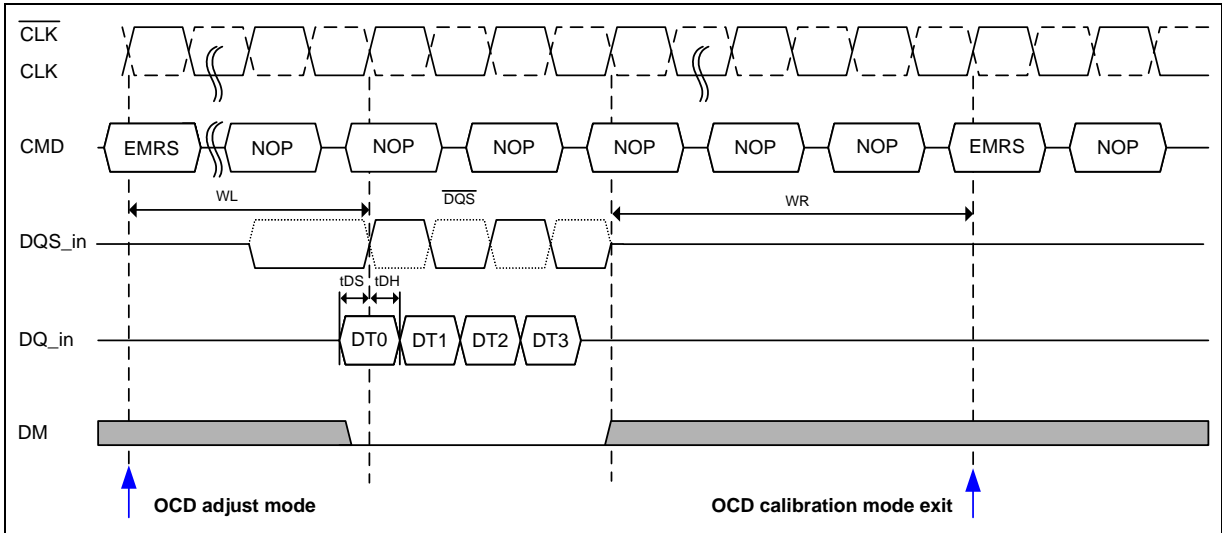 CLK
CLK
CMD EMRS NOP NOP NOP NOP NOP NOP EMRS NOP
WL DQS WR
DQS_in
tDS tDH
DQ_in DT0 DT1 DT2 DT3
DM
OCD adjust mode OCD calibration mode exit